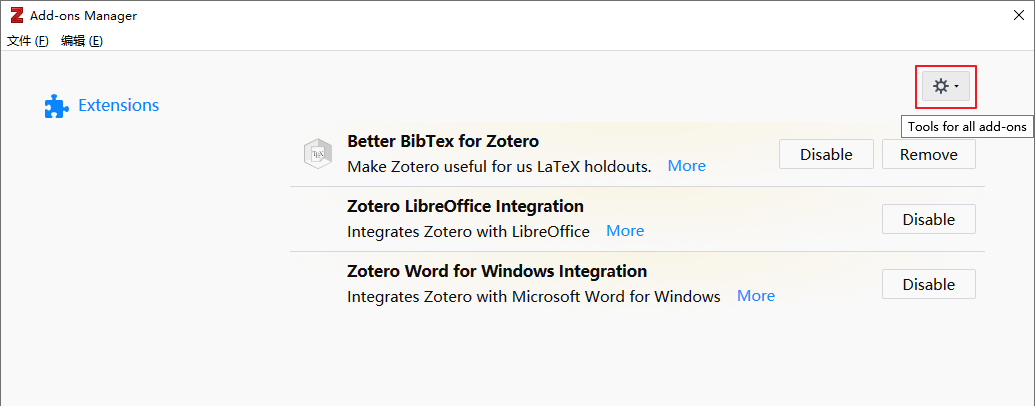 Add-ons Manager
文件 (F) 编辑 (E)
Extensions
Tools for all add-ons
Better BibTex for Zotero
Make Zotero useful for us LaTeX holdouts. More
Disable Remove
Zotero LibreOffice Integration
Integrates Zotero with LibreOffice More
Disable
Zotero Word for Windows Integration
Integrates Zotero with Microsoft Word for Windows More
Disable